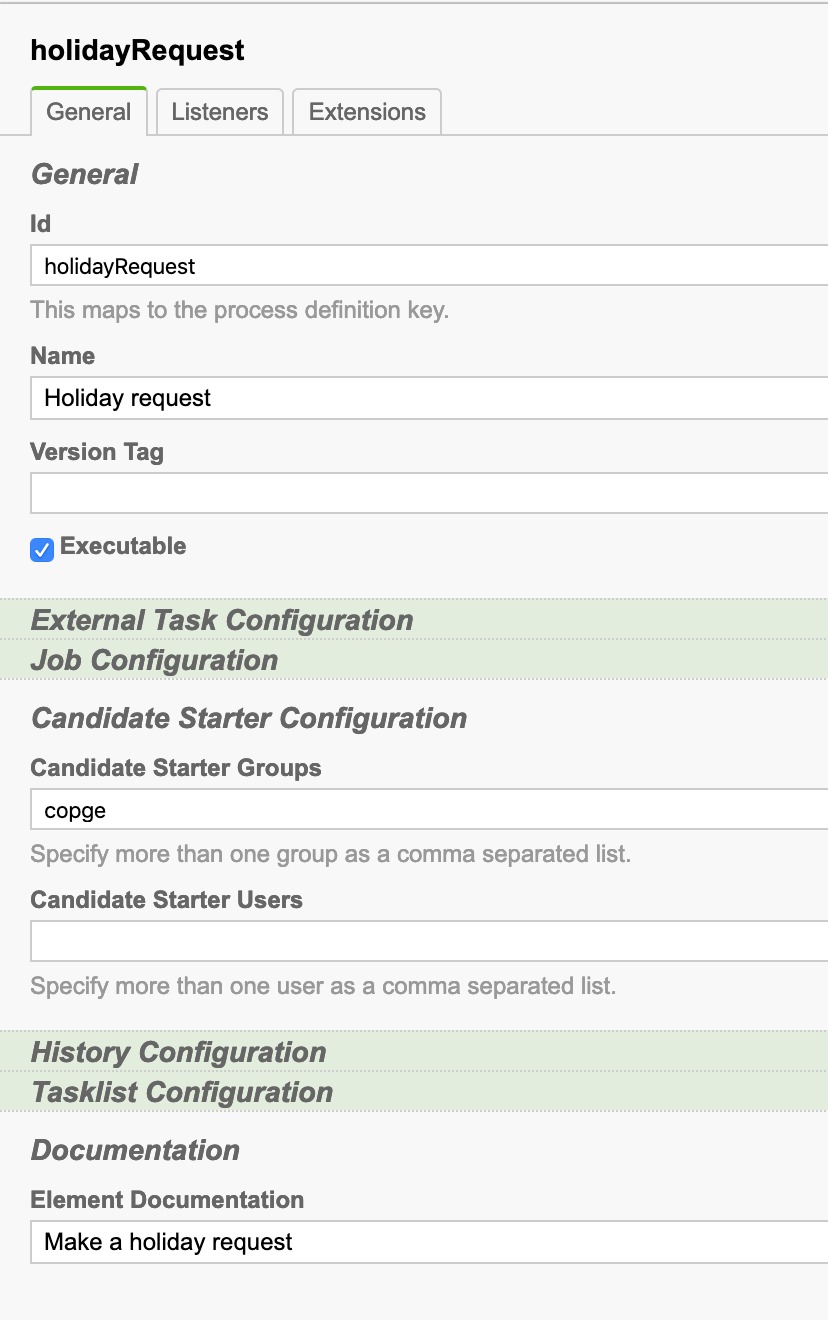 holidayRequest
General
Listeners
Extensions
General
Id
holidayRequest
This maps to the process definition key.
Name
Holiday request
Version Tag
Executable
External Task Configuration
Job Configuration
Candidate Starter Configuration
Candidate Starter Groups
copge
Specify more than one group as a comma separated list.
Candidate Starter Users
Specify more than one user as a comma separated list.
History Configuration
Tasklist Configuration
Documentation
Element Documentation
Make a holiday request